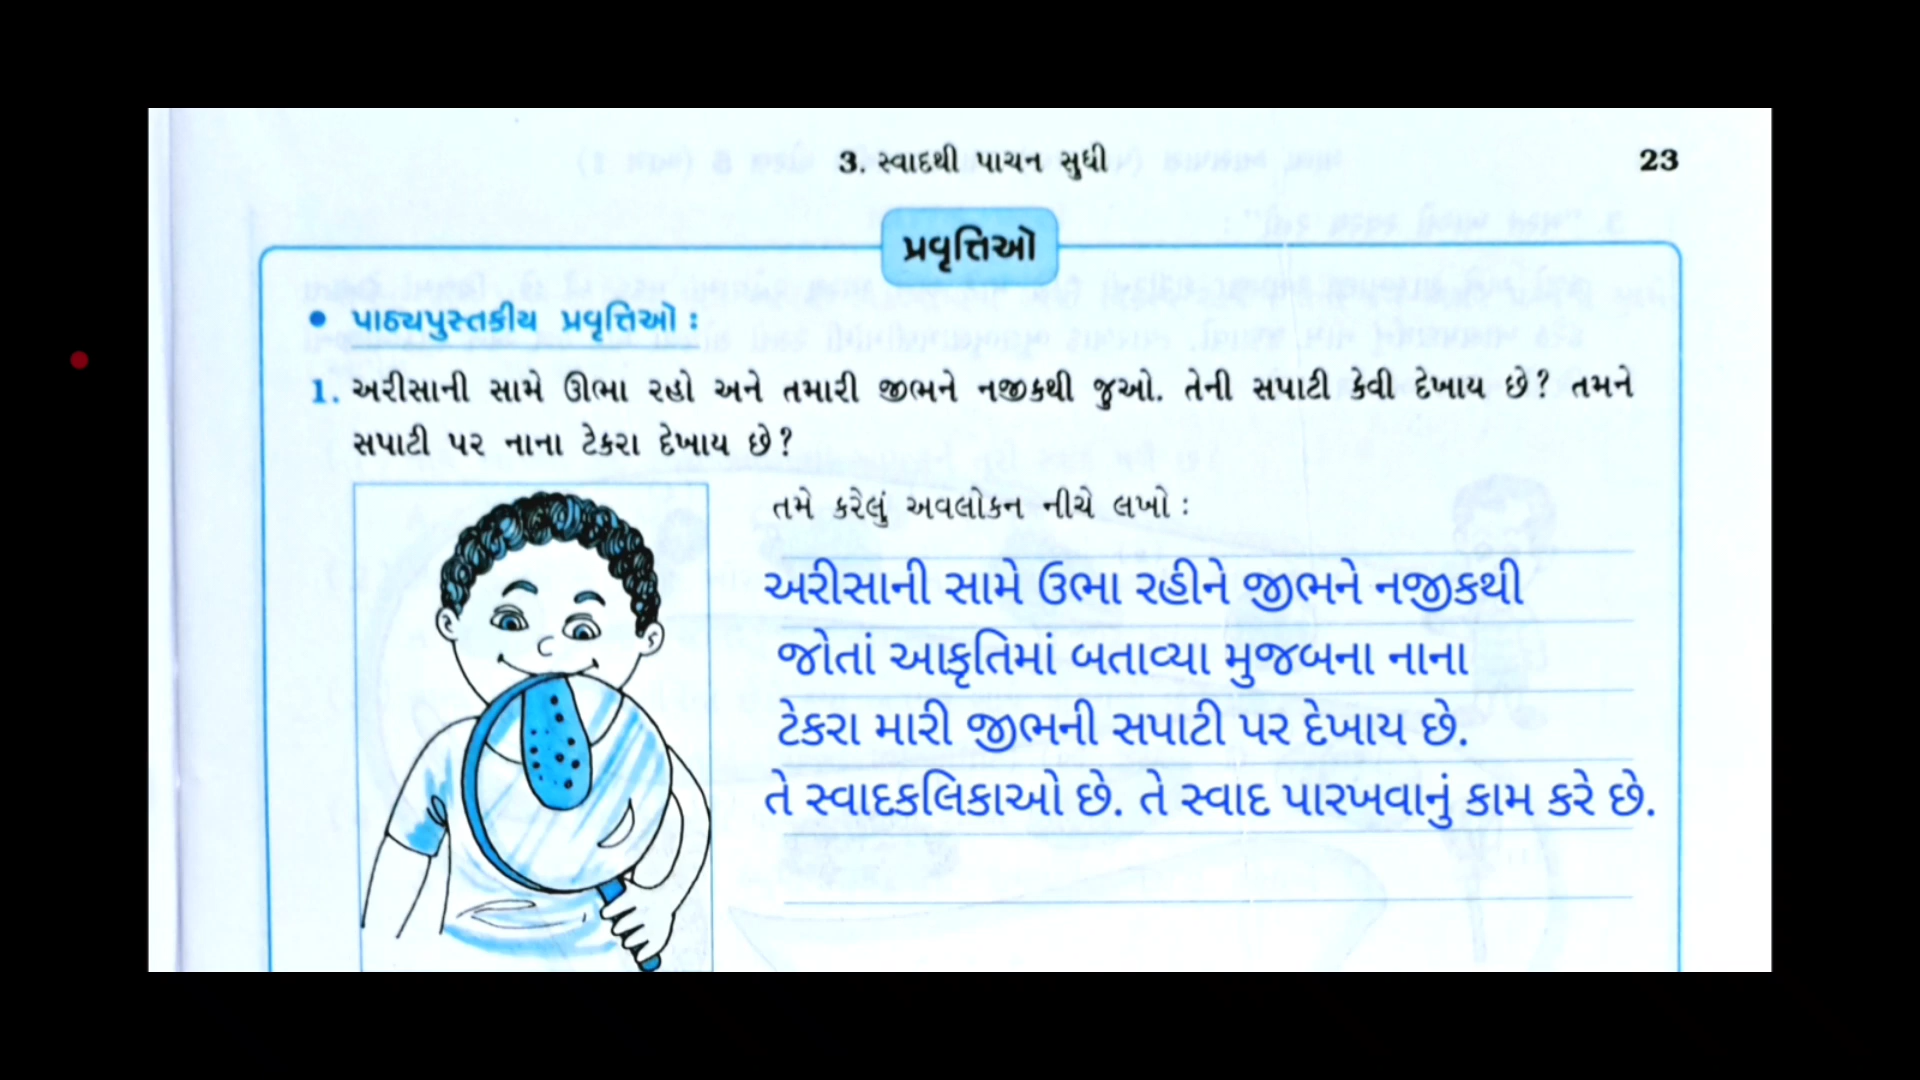 3. સ્વાદથી પાચન સુધી
23
પ્રવૃત્તિઓ
• પાઠ્યપુસ્તકીય પ્રવૃત્તિઓ :
1. અરીસાની સામે ઊભા રહો અને તમારી જીભને નજીકથી જુઓ. તેની સપાટી કેવી દેખાય છે? તમને
સપાટી પર નાના ટેકરા દેખાય છે?
તમે કરેલું અવલોકન નીચે લખો :
અરીસાની સામે ઉભા રહીને જીભને નજીકથી
જોતાં આકૃતિમાં બતાવ્યા મુજબના નાના
ટેકરા મારી જીભની સપાટી પર દેખાય છે.
તે સ્વાદકલિકાઓ છે. તે સ્વાદ પારખવાનું કામ કરે છે.